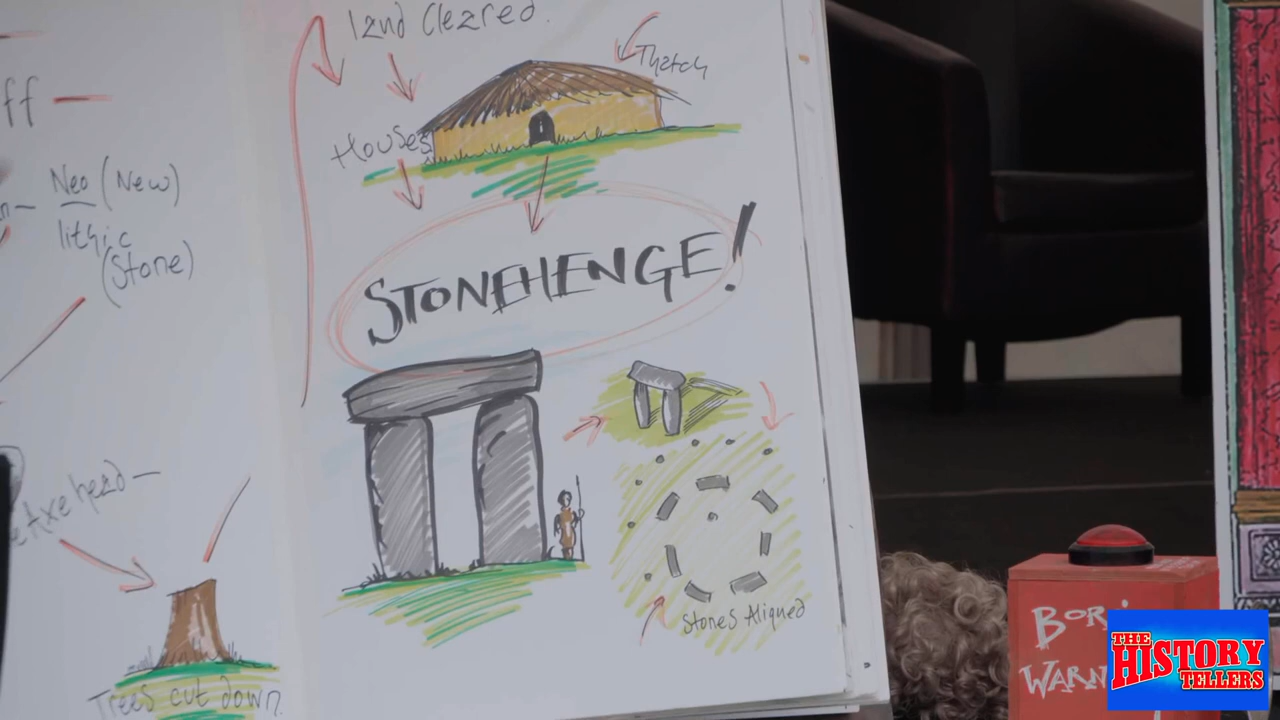 ff —
Neo (New)
lithic
(Stone)
Axe head —
Trees cut down.
Land Cleared.
Thatch
Houses
STONEHENGE!
Stones Aligned
THE
HISTORY
TELLERS